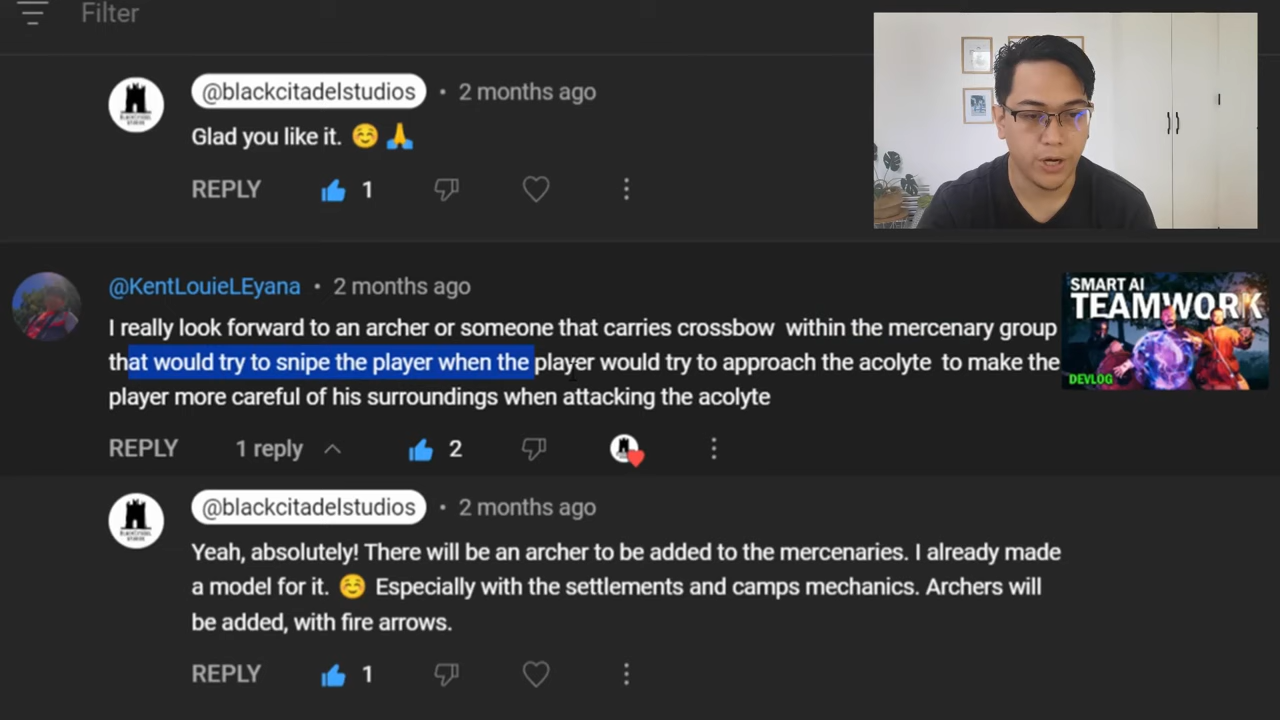 Filter
@blackcitadelstudios • 2 months ago
Glad you like it. ☺️ 🙏
REPLY 1
@KentLouieLEyana • 2 months ago
I really look forward to an archer or someone that carries crossbow within the mercenary group
that would try to snipe the player when the player would try to approach the acolyte to make the
player more careful of his surroundings when attacking the acolyte
SMART AI
TEAMWORK
DEVLOG
REPLY 1 reply 2
@blackcitadelstudios • 2 months ago
Yeah, absolutely! There will be an archer to be added to the mercenaries. I already made
a model for it. ☺️ Especially with the settlements and camps mechanics. Archers will
be added, with fire arrows.
REPLY 1